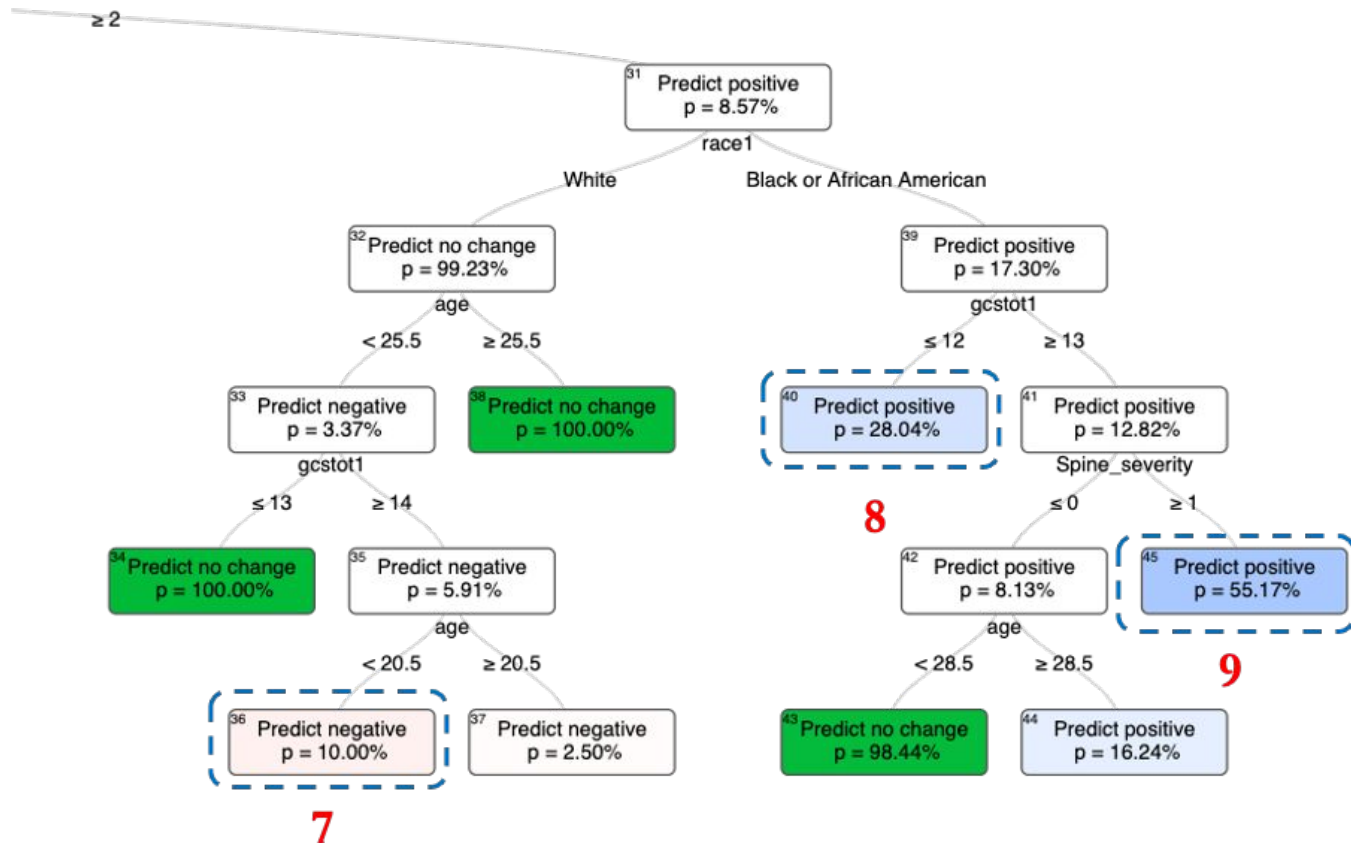 ≥ 2
31
Predict positive
p = 8.57%
race1
White
Black or African American
32
Predict no change
p = 99.23%
age
39
Predict positive
p = 17.30%
gcstot1
< 25.5
≥ 25.5
≤ 12
≥ 13
33
Predict negative
p = 3.37%
gcstot1
38
Predict no change
p = 100.00%
40
Predict positive
p = 28.04%
41
Predict positive
p = 12.82%
Spine_severity
≤ 13
≥ 14
8
≤ 0
≥ 1
34
Predict no change
p = 100.00%
35
Predict negative
p = 5.91%
age
42
Predict positive
p = 8.13%
age
45
Predict positive
p = 55.17%
< 20.5
≥ 20.5
< 28.5
≥ 28.5
9
36
Predict negative
p = 10.00%
37
Predict negative
p = 2.50%
43
Predict no change
p = 98.44%
44
Predict positive
p = 16.24%
7